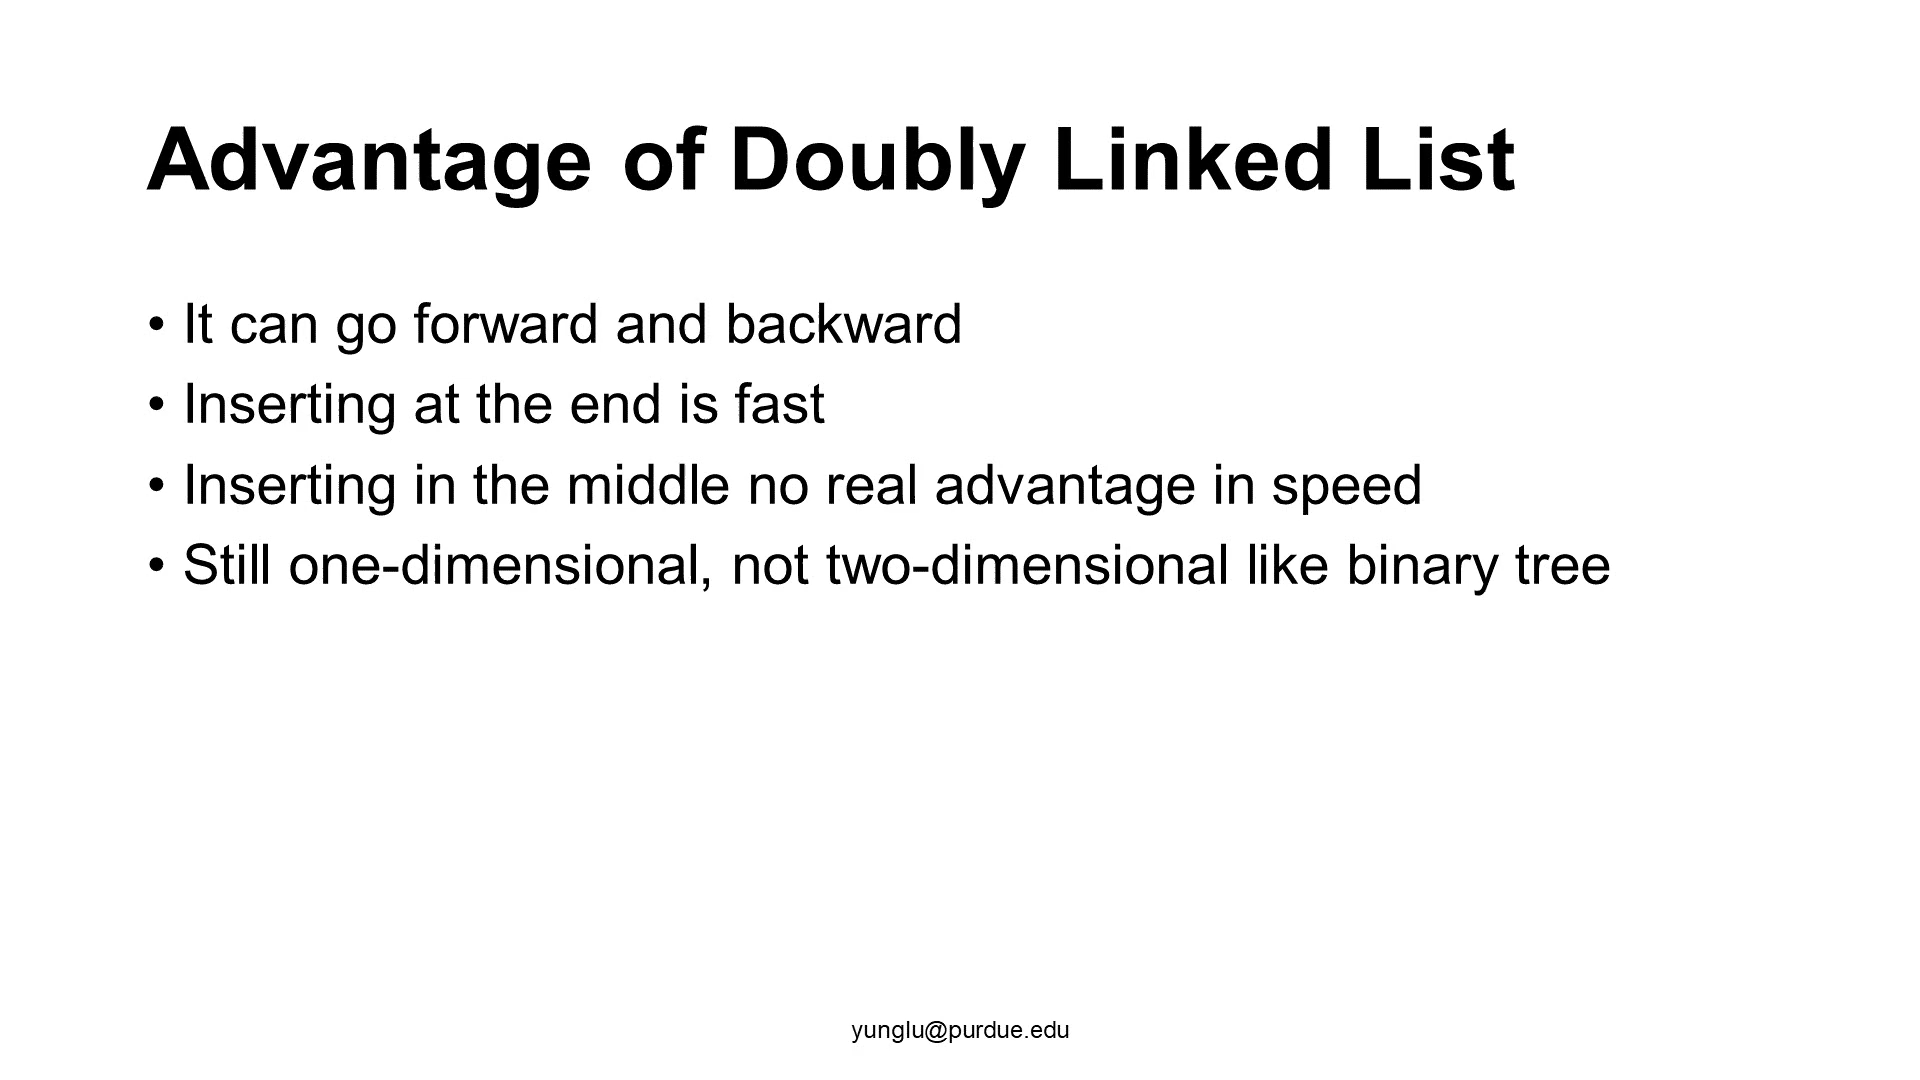 Advantage of Doubly Linked List
• It can go forward and backward
• Inserting at the end is fast
• Inserting in the middle no real advantage in speed
• Still one-dimensional, not two-dimensional like binary tree
yunglu@purdue.edu